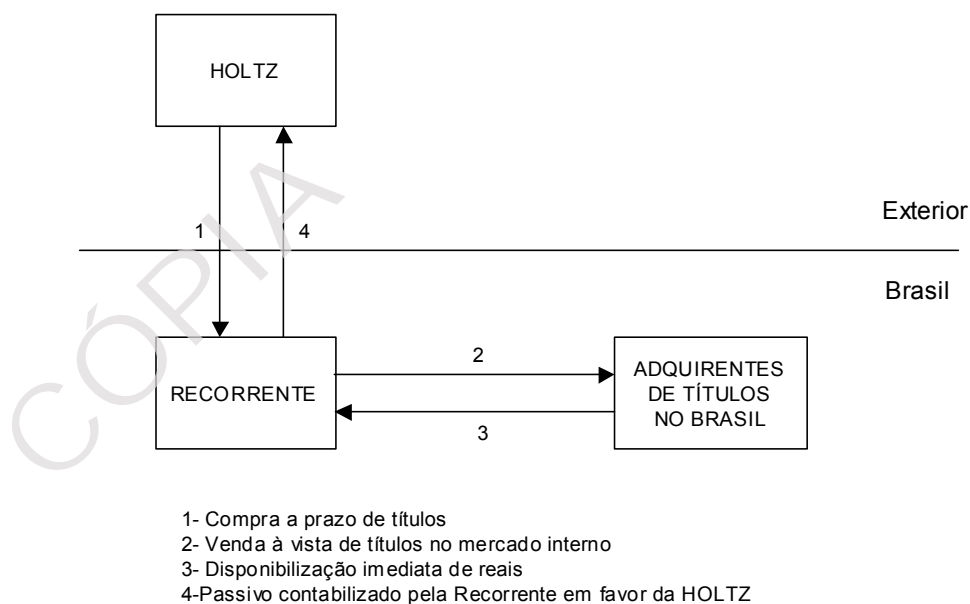 HOLTZ
Exterior
1
4
Brasil
RECORRENTE
2
3
ADQUIRENTES
DE TÍTULOS
NO BRASIL
CÓPIA
1- Compra a prazo de títulos
2- Venda à vista de títulos no mercado interno
3- Disponibilização imediata de reais
4-Passivo contabilizado pela Recorrente em favor da HOLTZ